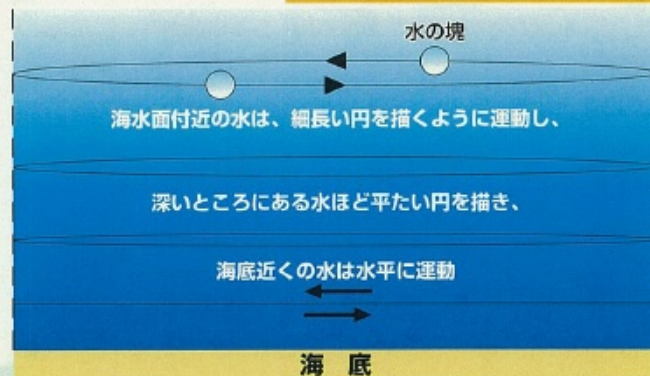 水の塊
海水面付近の水は、細長い円を描くように運動し、
深いところにある水ほど平たい円を描き、
海底近くの水は水平に運動
海 底